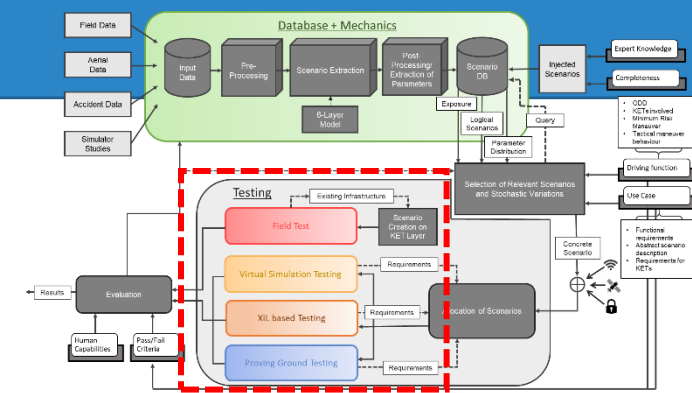 Database + Mechanics
Field Data
Aerial
Data
Accident Data
Simulator
Studies
Input
Data
Pre-
Processing
Scenario Extraction
Post-
Processing/
Extraction of
Parameters
Scenario
DB
Injected
Scenarios
Expert Knowledge
Completeness
6-Layer
Model
Exposure
Logical
Scenarios
Parameter
Distribution
Query
• ODD
• KETs involved
• Minimum Risk
Maneuver
• Tactical maneuver
behaviour
Driving function
Use Case
• Functional
requirements
• Abstract scenario
description
• Requirements for
KETs
Selection of Relevant Scenarios
and Stochastic Variations
Concrete
Scenario
Testing
Existing Infrastructure
Field Test
Scenario
Creation on
KET Layer
Virtual Simulation Testing
Requirements
XiL based Testing
Requirements
Allocation of Scenarios
Proving Ground Testing
Requirements
Results
Evaluation
Human
Capabilities
Pass/Fail
Criteria